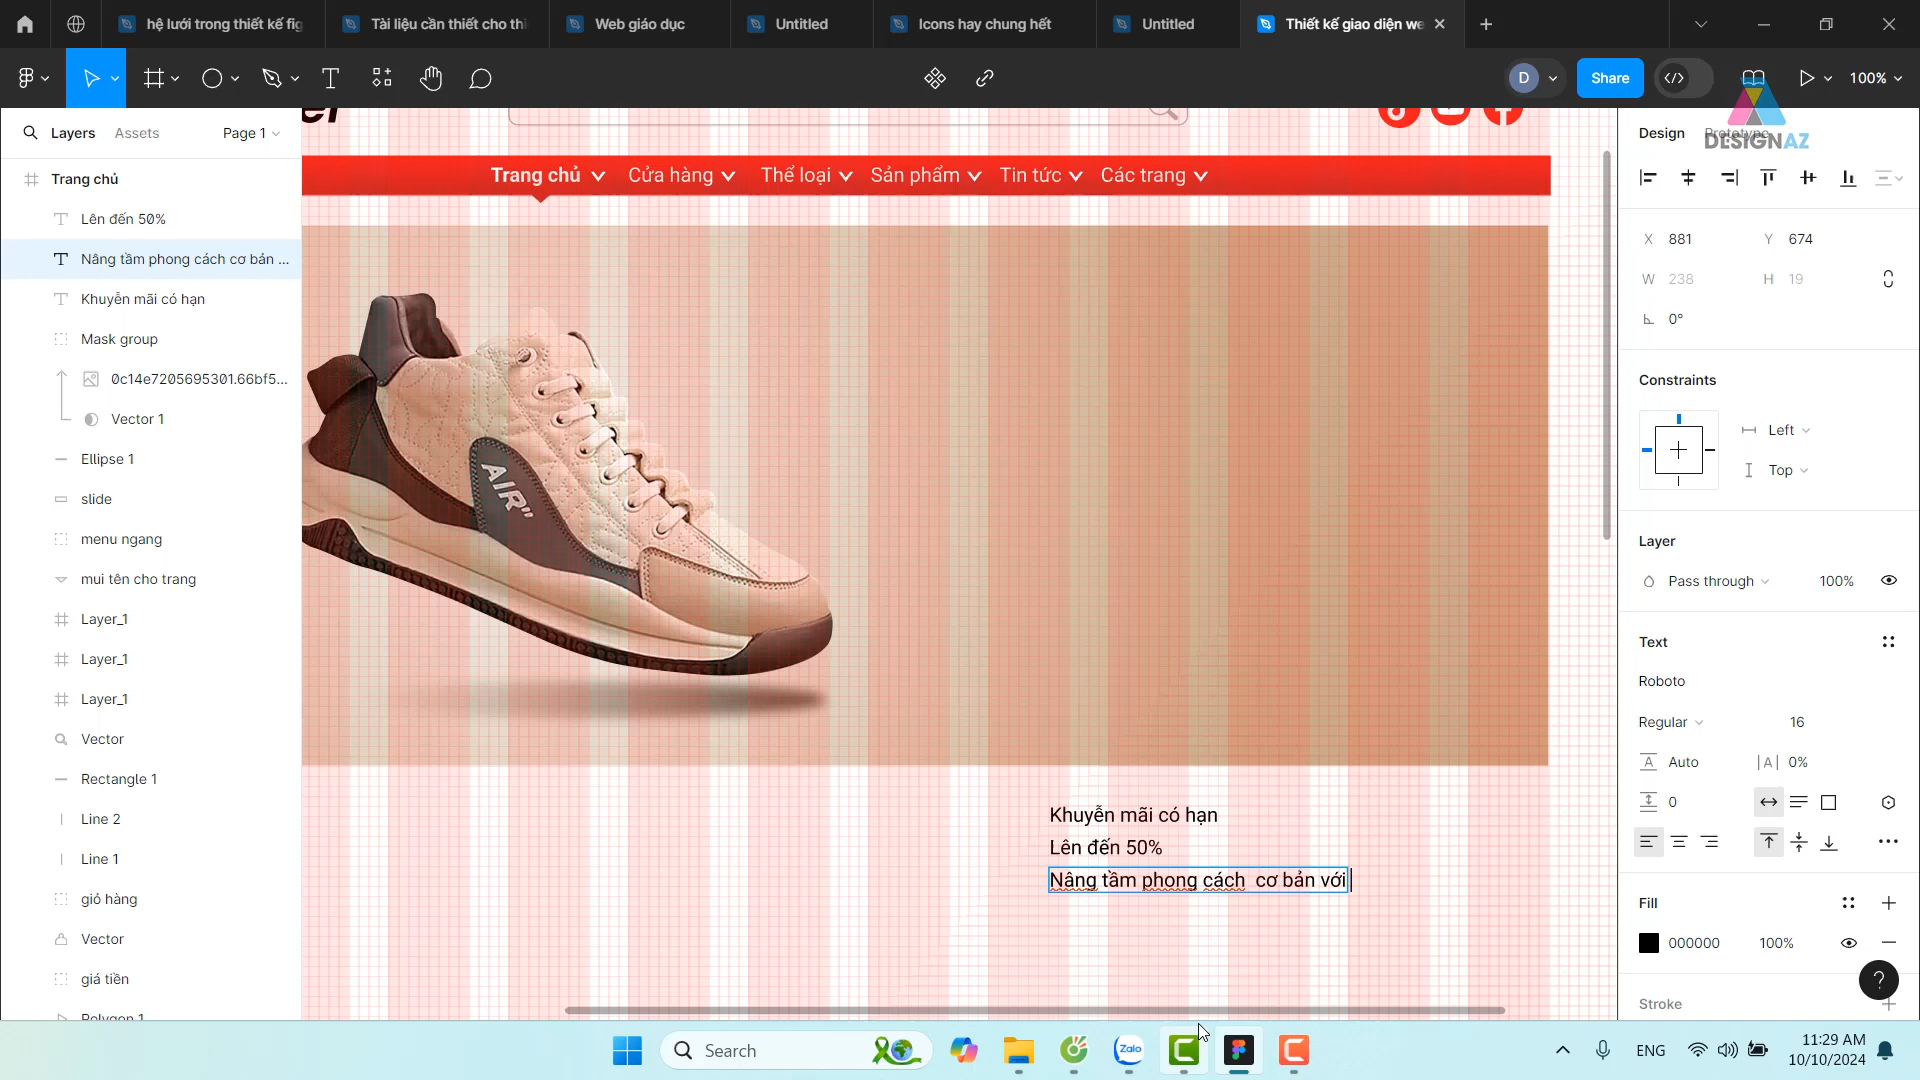 hệ lưới trong thiết kế fig
Tài liệu cần thiết cho thi
Web giáo dục
Untitled
Icons hay chung hết
Untitled
Thiết kế giao diện we
D
Share
100%
Layers
Assets
Page 1
Design
Prototype
DESIGNAZ
Trang chủ
Lên đến 50%
Nâng tầm phong cách cơ bản ...
Khuyễn mãi có hạn
Mask group
0c14e7205695301.66bf5...
Vector 1
Ellipse 1
slide
menu ngang
mui tên cho trang
Layer_1
Layer_1
Layer_1
Vector
Rectangle 1
Line 2
Line 1
giỏ hàng
Vector
giá tiền
Polygon 1
Trang chủ
Cửa hàng
Thể loại
Sản phẩm
Tin tức
Các trang
AIR"
Khuyễn mãi có hạn
Lên đến 50%
Nâng tầm phong cách  cơ bản với
X 881
Y 674
W 238
H 19
0°
Constraints
Left
Top
Layer
Pass through
100%
Text
Roboto
Regular
16
Auto
|A| 0%
0
Fill
000000
100%
?
Stroke
Search
Zalo
ENG
11:29 AM
10/10/2024